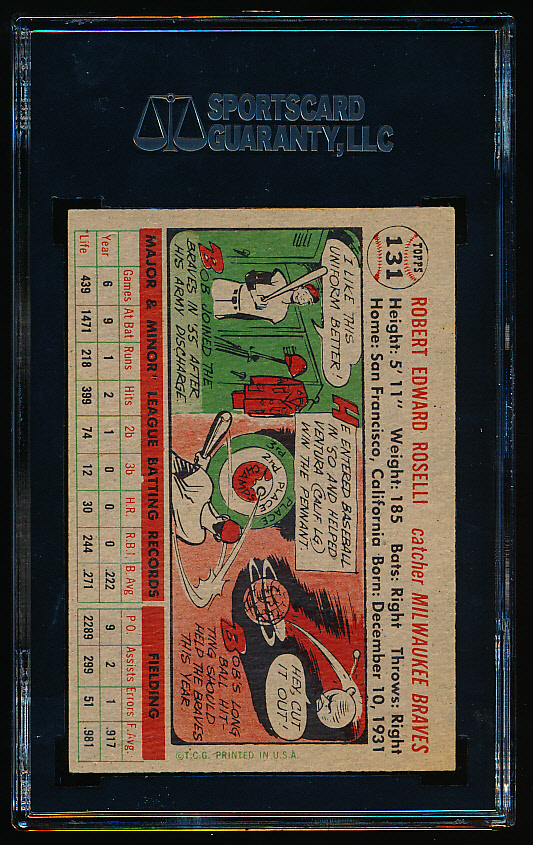 SPORTSCARD
GUARANTY, LLC
TOPPS
131
ROBERT EDWARD ROSELLI catcher MILWAUKEE BRAVES
Height: 5' 11" Weight: 185 Bats: Right Throws: Right
Home: San Francisco, California Born: December 10, 1931
I LIKE THIS
UNIFORM BETTER
BOB JOINED THE
BRAVES IN '55 AFTER
HIS ARMY DISCHARGE
HE ENTERED BASEBALL
IN '50 AND HELPED
VENTURA (CALIF LG)
WIN THE PENNANT.
PLACE
PLACE
HEY, CUT
IT OUT!
BOB'S LONG
BALL HIT-
TING SHOULD
HELP THE BRAVES
THIS YEAR
MAJOR & MINOR LEAGUE BATTING RECORDS FIELDING
Games At Bat Runs Hits 2b 3b H.R. R.B.I. B.Avg P.O. Assists Errors F.Avg.
Year 6 9 1 2 1 0 0 0 .222 9 2 1 .917
Life 439 1471 218 399 74 12 30 244 .271 2289 299 51 .981
©T.C.G. PRINTED IN U.S.A.